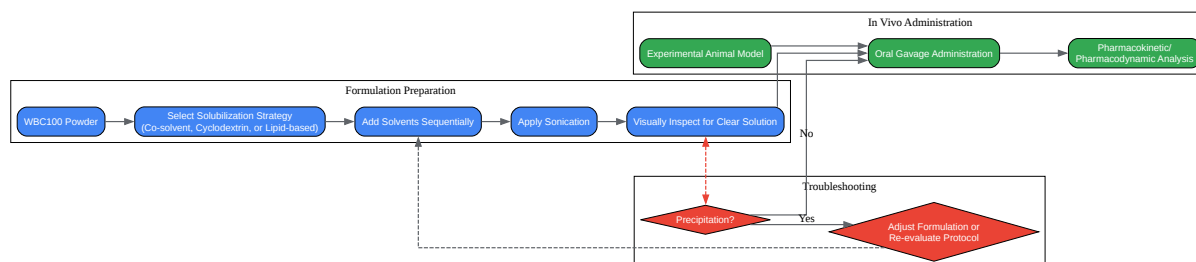 In Vivo Administration
Experimental Animal Model
Oral Gavage Administration
Pharmacokinetic/
Pharmacodynamic Analysis
Formulation Preparation
WBC100 Powder
Select Solubilization Strategy
(Co-solvent, Cyclodextrin, or Lipid-based)
Add Solvents Sequentially
Apply Sonication
Visually Inspect for Clear Solution
No
Troubleshooting
Precipitation?
Yes
Adjust Formulation or
Re-evaluate Protocol